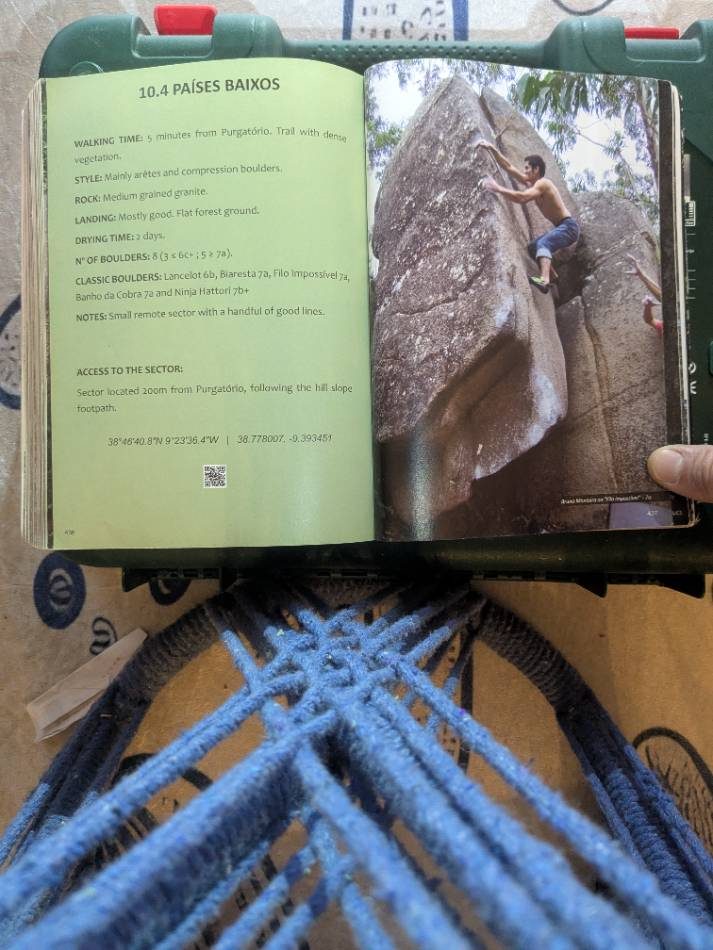 10.4 PAÍSES BAIXOS
WALKING TIME: 5 minutes from Purgatório. Trail with dense
vegetation.
STYLE: Mainly arêtes and compression boulders.
ROCK: Medium grained granite.
LANDING: Mostly good. Flat forest ground.
DRYING TIME: 2 days.
Nº OF BOULDERS: 8 (3 ≤ 6c+ ; 5 ≥ 7a).
CLASSIC BOULDERS: Lancelot 6b, Biaresta 7a, Filo Impossível 7a,
Banho da Cobra 7a and Ninja Hattori 7b+
NOTES: Small remote sector with a handful of good lines.
ACCESS TO THE SECTOR:
Sector located 200m from Purgatório, following the hill slope
footpath.
38°46'40.8"N 9°23'36.4"W | 38.778007, -9.393451